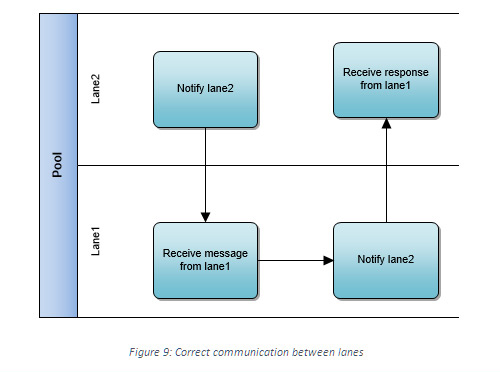 Pool
Lane2
Notify lane2
Receive response
from lane1
Lane1
Receive message
from lane1
Notify lane2
Figure 9: Correct communication between lanes